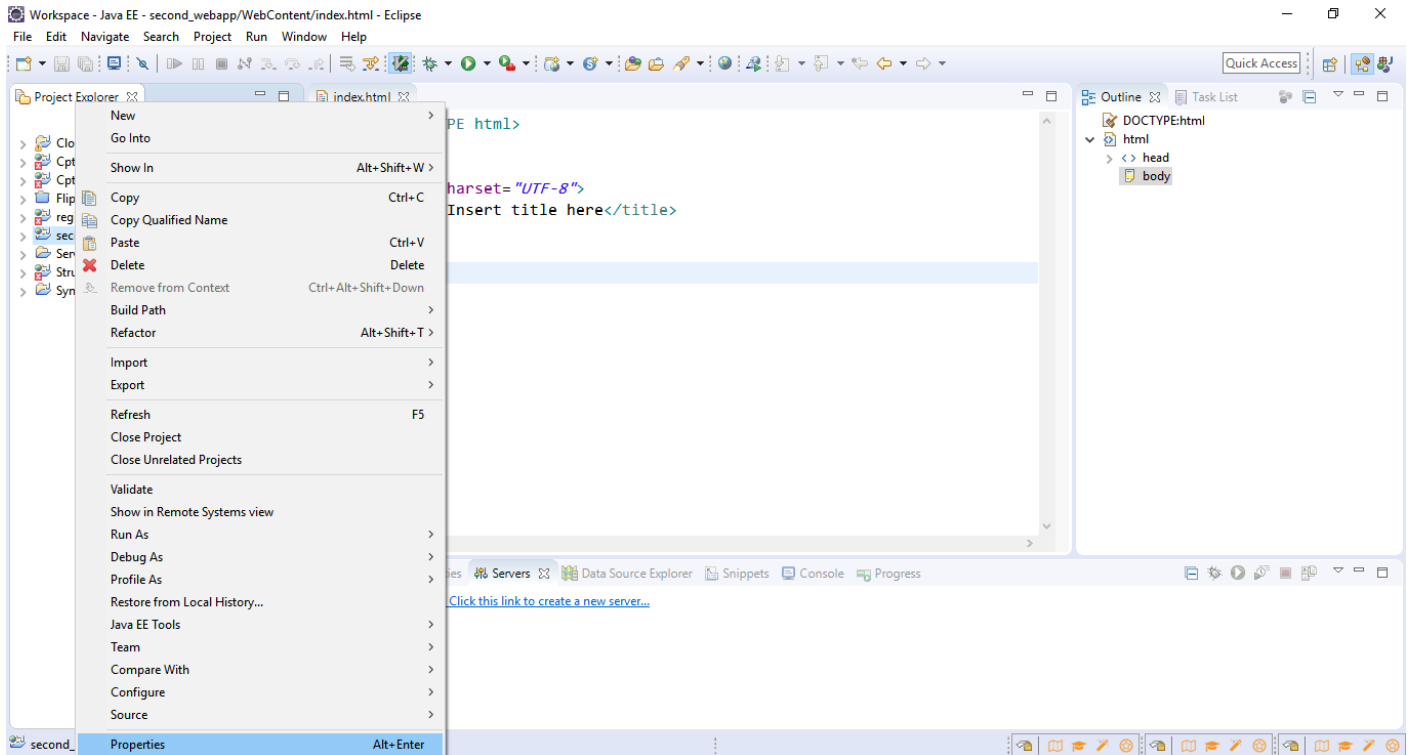 Workspace - Java EE - second_webapp/WebContent/index.html - Eclipse
File Edit Navigate Search Project Run Window Help
Quick Access
Project Explorer
index.html
Outline
Task List
Clo
Cpt
Cpt
Flip
reg
sec
Ser
Stru
Syn
New
Go Into
Show In Alt+Shift+W
Copy Ctrl+C
Copy Qualified Name
Paste Ctrl+V
Delete Delete
Remove from Context Ctrl+Alt+Shift+Down
Build Path
Refactor Alt+Shift+T
Import
Export
Refresh F5
Close Project
Close Unrelated Projects
Validate
Show in Remote Systems view
Run As
Debug As
Profile As
Restore from Local History...
Java EE Tools
Team
Compare With
Configure
Source
Properties Alt+Enter
PE html>
harset="UTF-8">
Insert title here</title>
DOCTYPE:html
html
head
body
ies Servers Data Source Explorer Snippets Console Progress
Click this link to create a new server...
second_